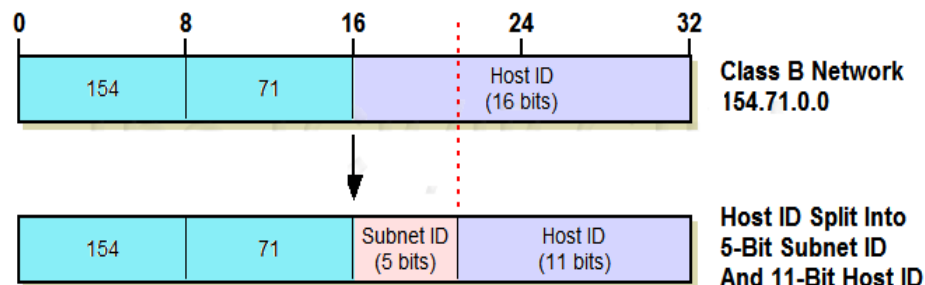 0 8 16 24 32
154 71 Host ID
(16 bits)
Class B Network
154.71.0.0
154 71 Subnet ID
(5 bits) Host ID
(11 bits)
Host ID Split Into
5-Bit Subnet ID
And 11-Bit Host ID